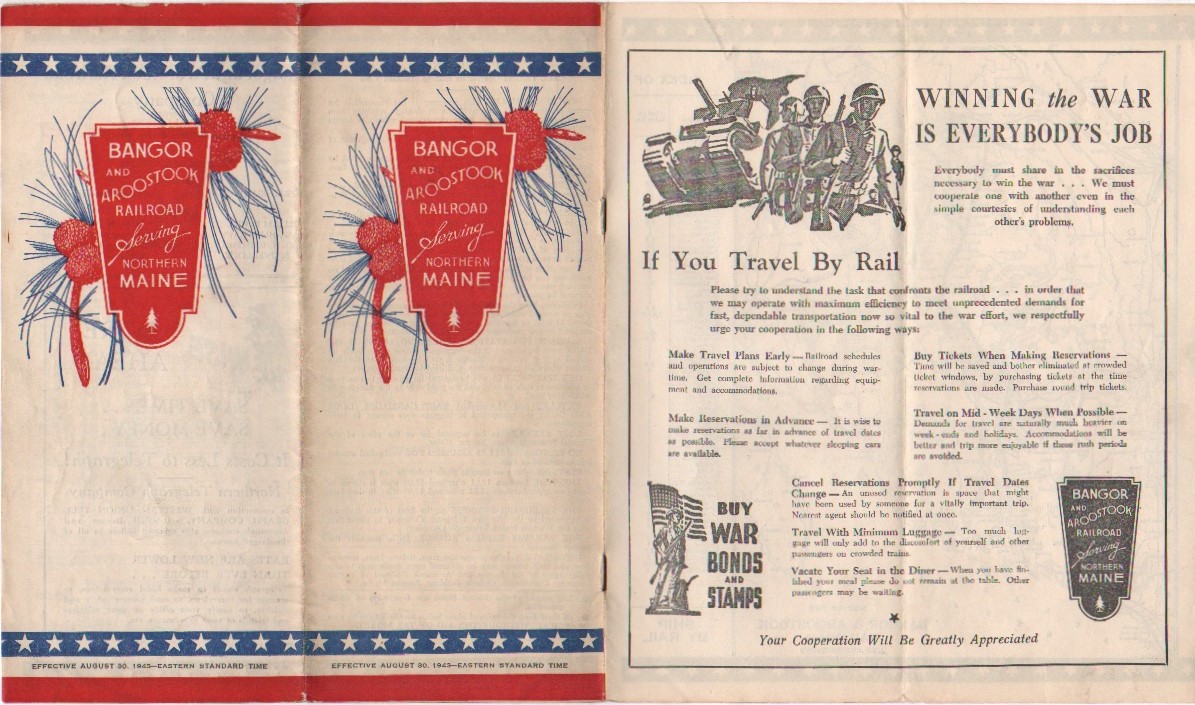 BANGOR
AND
AROOSTOOK
RAILROAD
Serving
NORTHERN
MAINE
EFFECTIVE AUGUST 30, 1943—EASTERN STANDARD TIME
BANGOR
AND
AROOSTOOK
RAILROAD
Serving
NORTHERN
MAINE
EFFECTIVE AUGUST 30, 1943—EASTERN STANDARD TIME
WINNING the WAR
IS EVERYBODY'S JOB
Everybody must share in the sacrifices
necessary to win the war . . . We must
cooperate one with another even in the
simple courtesies of understanding each
other's problems.
If You Travel By Rail
Please try to understand the task that confronts the railroad . . . in order that
we may operate with maximum efficiency to meet unprecedented demands for
fast, dependable transportation now so vital to the war effort, we respectfully
urge your cooperation in the following ways:
Make Travel Plans Early — Railroad schedules
and operations are subject to change during war-
time. Get complete information regarding equip-
ment and accommodations.
Make Reservations in Advance — It is wise to
make reservations as far in advance of travel dates
as possible. Please accept whatever sleeping cars
are available.
Buy Tickets When Making Reservations —
Time will be saved and bother eliminated at crowded
ticket windows, by purchasing tickets at the time
reservations are made. Purchase round trip tickets.
Travel on Mid - Week Days When Possible —
Demands for travel are naturally much heavier on
week - ends and holidays. Accommodations will be
better and trip more enjoyable if these rush periods
are avoided.
Cancel Reservations Promptly If Travel Dates
Change — An unused reservation is space that might
have been used by someone for a vitally important trip.
Nearest agent should be notified at once.
Travel With Minimum Luggage — Too much lug-
gage will only add to the discomfort of yourself and other
passengers on crowded trains.
Vacate Your Seat in the Diner — When you have fin-
ished your meal please do not remain at the table. Other
passengers may be waiting.
BUY
WAR
BONDS
AND
STAMPS
BANGOR
AND
AROOSTOOK
RAILROAD
Serving
NORTHERN
MAINE
Your Cooperation Will Be Greatly Appreciated